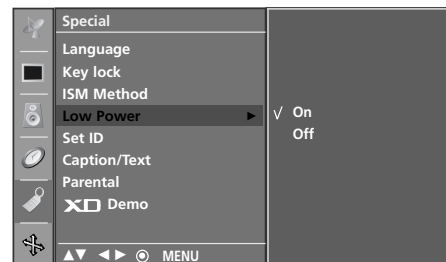 Special
Language
Key lock
ISM Method
Low Power ► √ On
Off
Set ID
Caption/Text
Parental
XD Demo
▲▼ ◄► ⦿ MENU